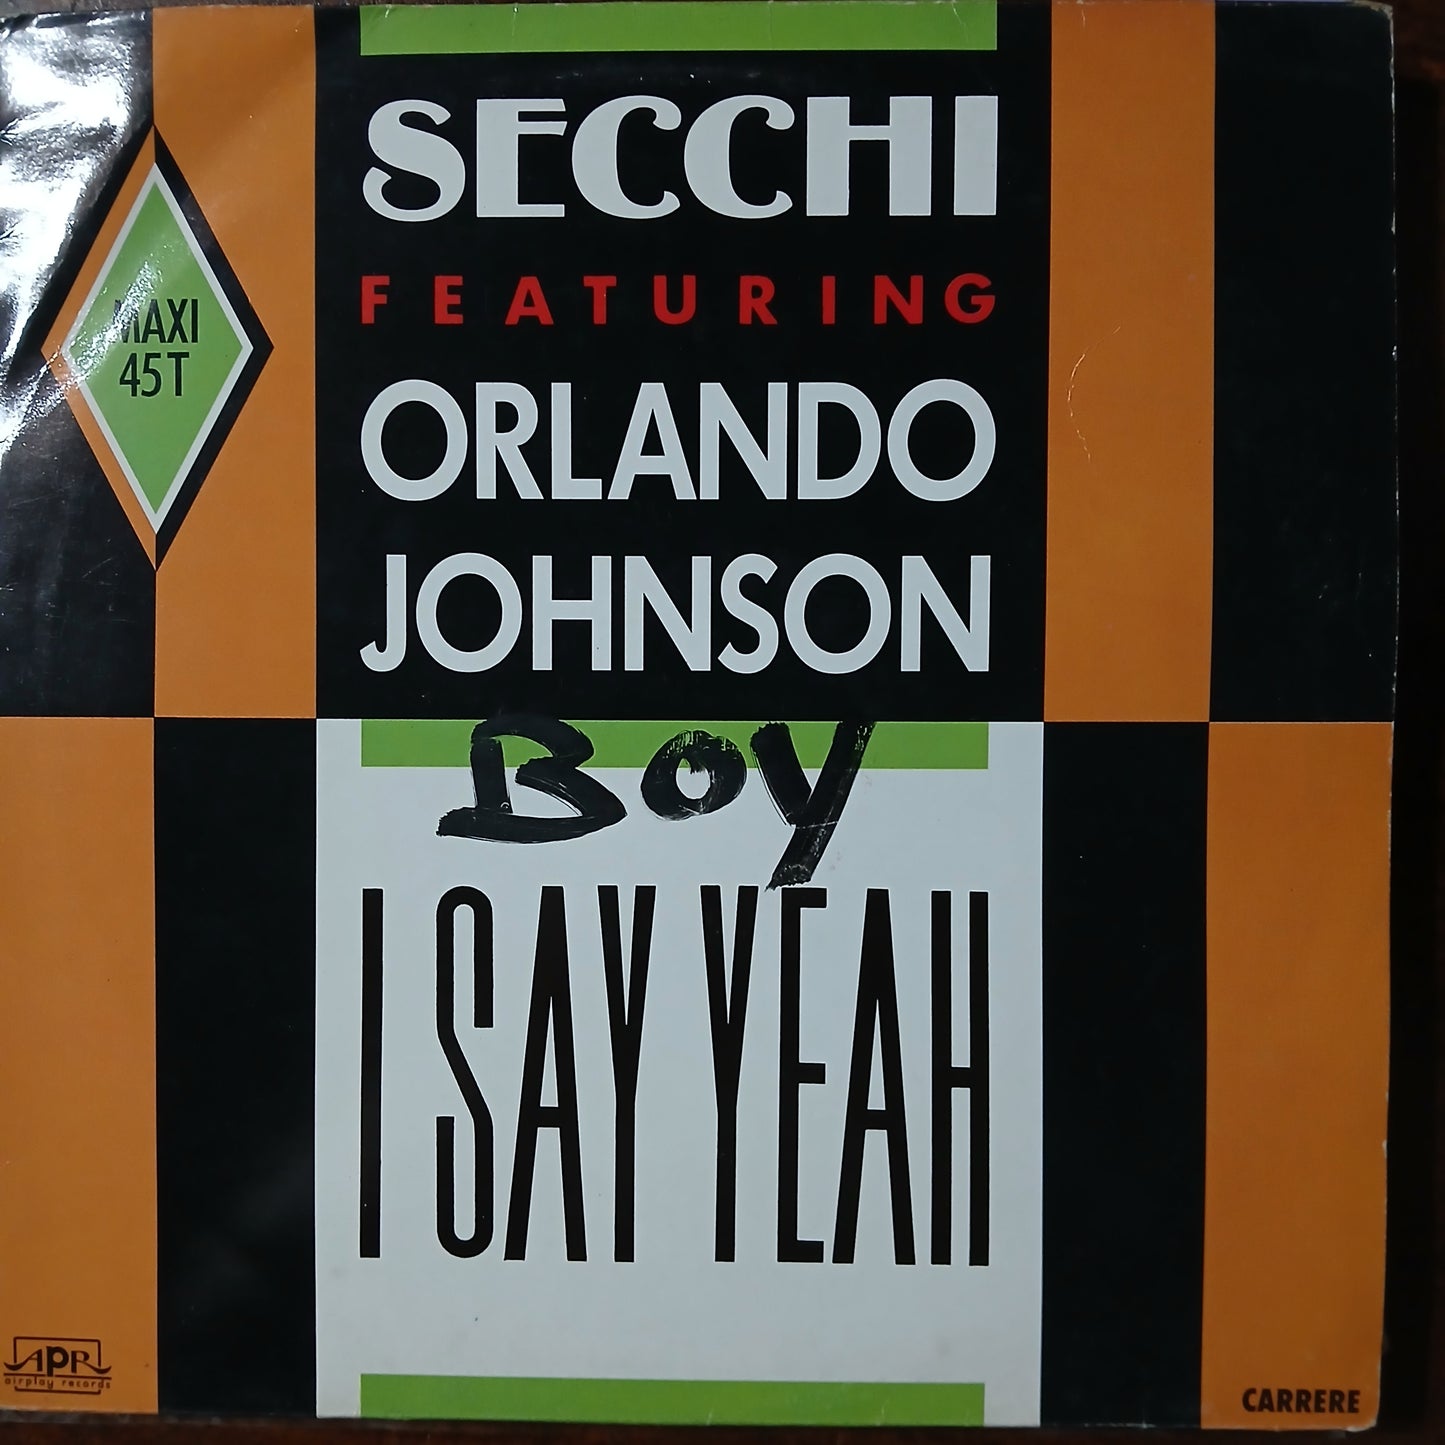 SECCHI
FEATURING
MAXI
45T
ORLANDO
JOHNSON
BOY
I SAY YEAH
APR
airplay records
CARRERE